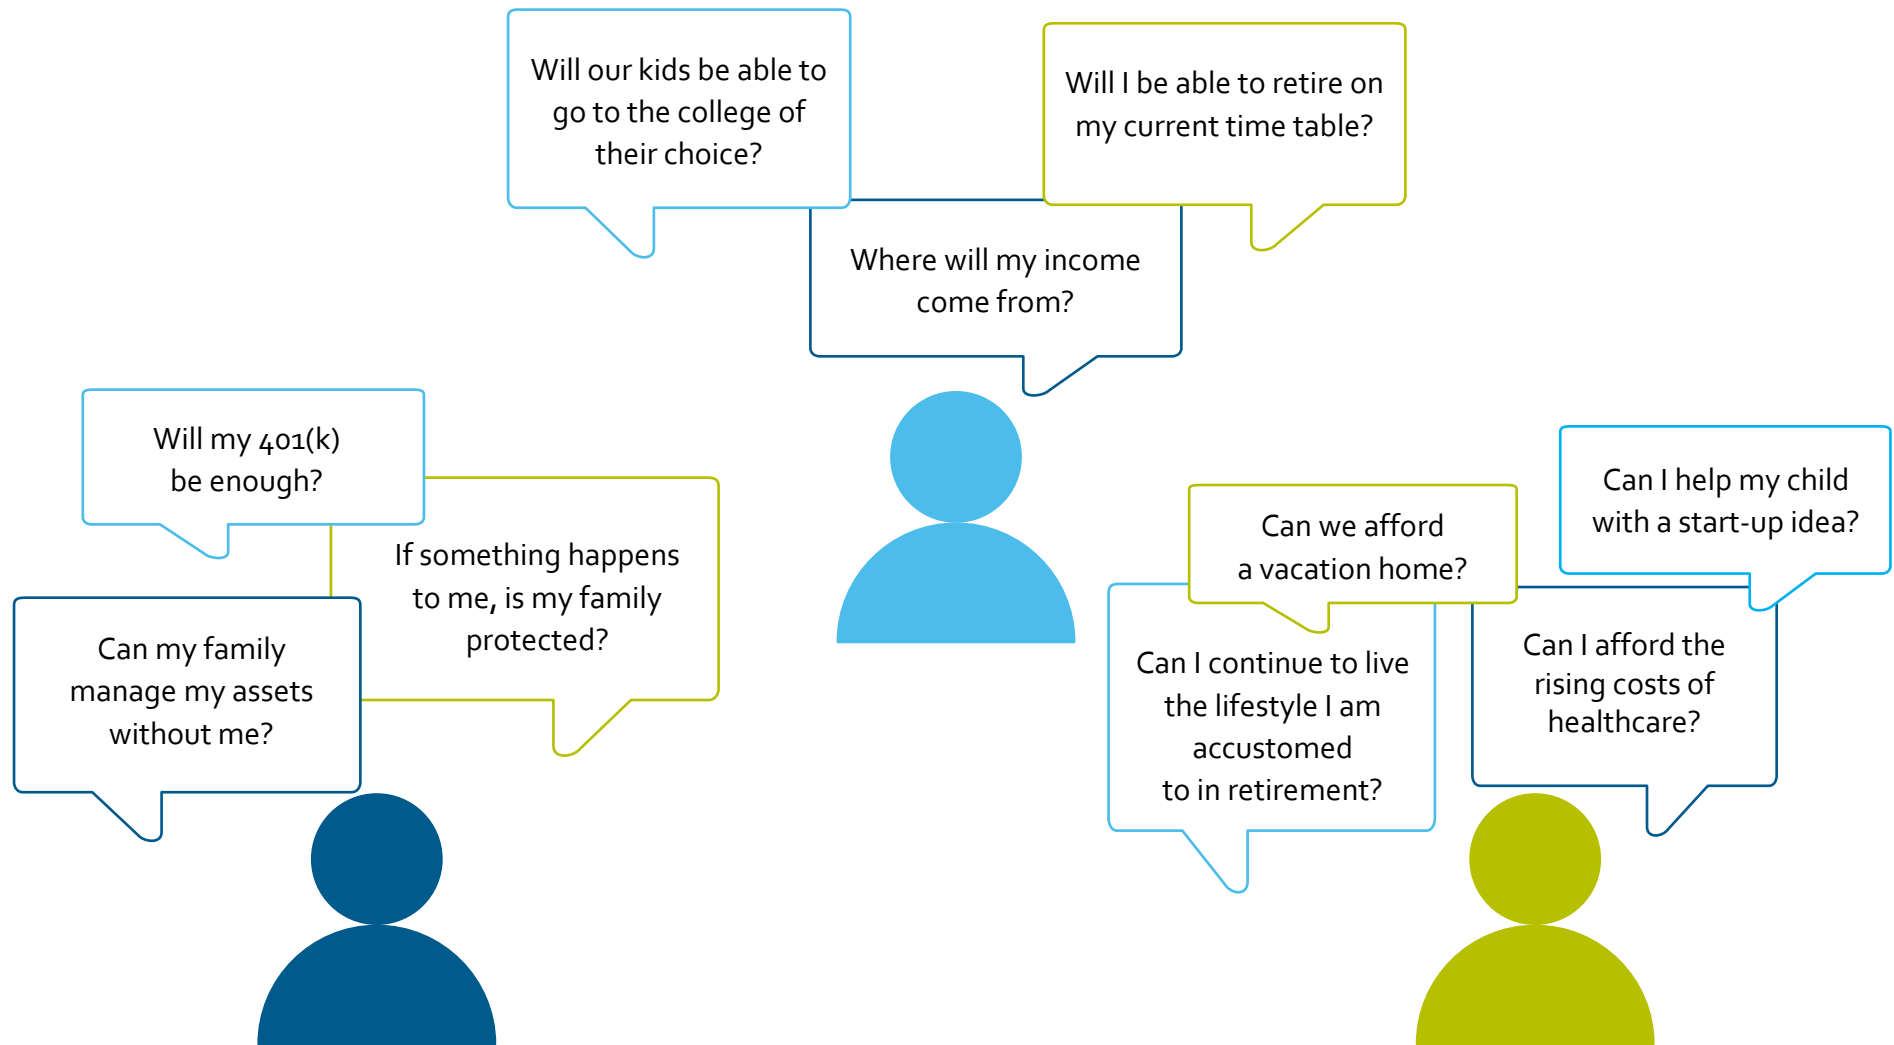 Will our kids be able to
go to the college of
their choice?
Will I be able to retire on
my current time table?
Where will my income
come from?
Will my 401(k)
be enough?
If something happens
to me, is my family
protected?
Can my family
manage my assets
without me?
Can I help my child
with a start-up idea?
Can we afford
a vacation home?
Can I continue to live
the lifestyle I am
accustomed
to in retirement?
Can I afford the
rising costs of
healthcare?